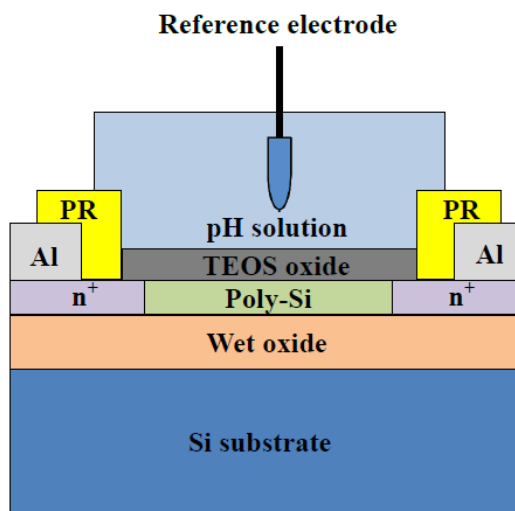 Reference electrode
PR
PR
pH solution
Al
Al
TEOS oxide
n+
Poly-Si
n+
Wet oxide
Si substrate